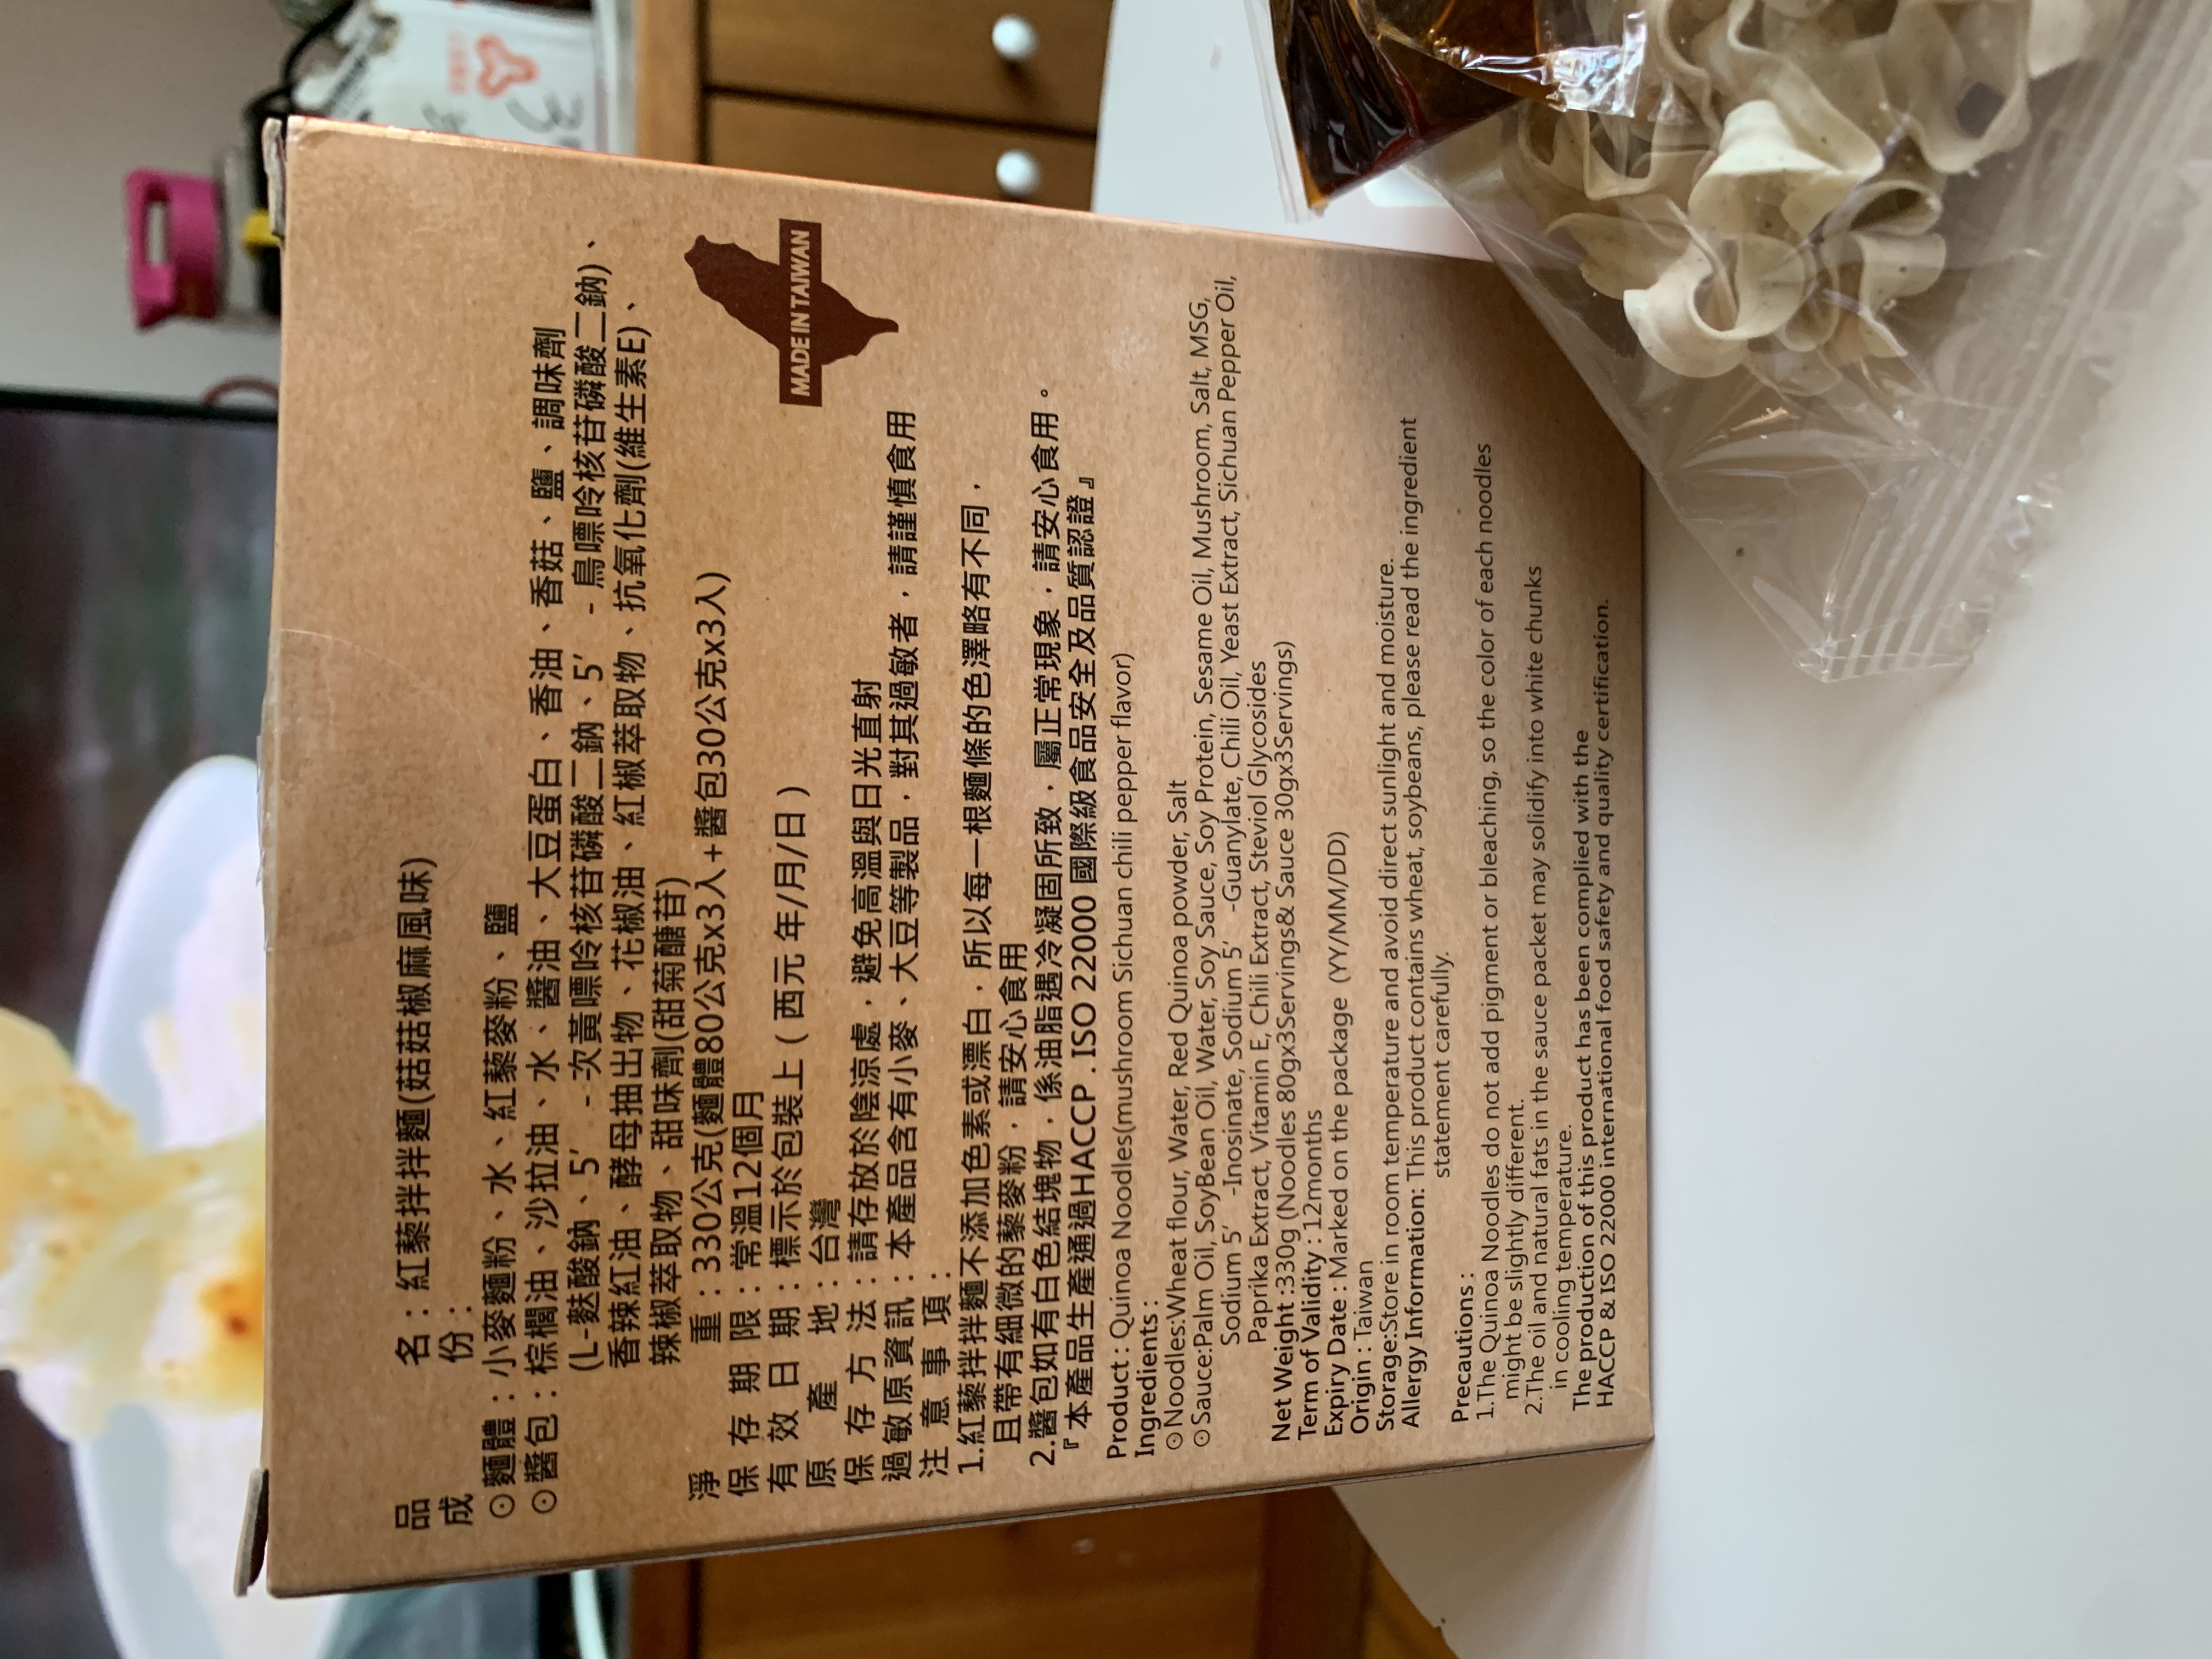 品　　　名：紅藜拌拌麵(菇菇椒麻風味)
成　　　份：
⊙麵體：小麥麵粉、水、紅藜麥粉、鹽
⊙醬包：棕櫚油、沙拉油、水、醬油、大豆蛋白、香油、香菇、鹽、調味劑
(L-麩酸鈉、5′-次黃嘌呤核苷磷酸二鈉、5′-鳥嘌呤核苷磷酸二鈉)、
香辣紅油、酵母抽出物、花椒油、紅椒萃取物、抗氧化劑(維生素E)、
辣椒萃取物、甜味劑(甜菊醣苷)
淨　　　重：330公克(麵體80公克x3入+醬包30公克x3入)
保存期限：常溫12個月
有效日期：標示於包裝上(西元年/月/日)
原產地：台灣
保存方法：請存放於陰涼處，避免高溫與日光直射
過敏原資訊：本產品含有小麥、大豆等製品，對其過敏者，請謹慎食用
注意事項：
1.紅藜拌拌麵不添加色素或漂白，所以每一根麵條的色澤略有不同，
且帶有細微的藜麥粉，請安心食用
2.醬包如有白色結塊物，係油脂遇冷凝固所致，屬正常現象，請安心食用。
『本產品生產通過HACCP . ISO 22000 國際級食品安全及品質認證』
MADE IN TAIWAN
Product : Quinoa Noodles(mushroom Sichuan chili pepper flavor)
Ingredients :
⊙Noodles:Wheat flour, Water, Red Quinoa powder, Salt
⊙Sauce:Palm Oil, SoyBean Oil, Water, Soy Sauce, Soy Protein, Sesame Oil, Mushroom, Salt, MSG,
Sodium 5′ -Inosinate, Sodium 5′ -Guanylate, Chili Oil, Yeast Extract, Sichuan Pepper Oil,
Paprika Extract, Vitamin E, Chili Extract, Steviol Glycosides
Net Weight :330g (Noodles 80gx3Servings& Sauce 30gx3Servings)
Term of Validity : 12months
Expiry Date : Marked on the package (YY/MM/DD)
Origin : Taiwan
Storage:Store in room temperature and avoid direct sunlight and moisture.
Allergy Information: This product contains wheat, soybeans, please read the ingredient
statement carefully.
Precautions :
1.The Quinoa Noodles do not add pigment or bleaching, so the color of each noodles
might be slightly different.
2.The oil and natural fats in the sauce packet may solidify into white chunks
in cooling temperature.
The production of this product has been complied with the
HACCP & ISO 22000 international food safety and quality certification.